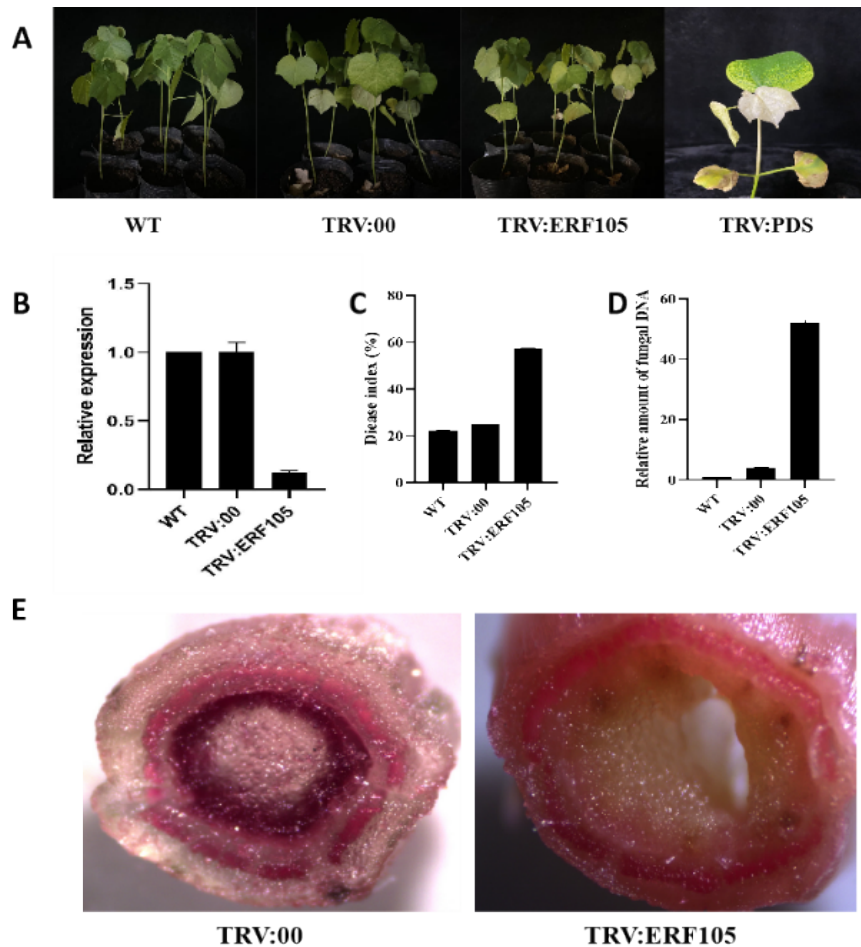 A
WT TRV:00 TRV:ERF105 TRV:PDS
B
Relative expression
1.5
1.0
0.5
0.0
WT
TRV:00
TRV:ERF105
C
Dicease index (%)
80
60
40
20
0
WT
TRV:00
TRV:ERF105
D
Relative amount of fungal DNA
60
40
20
0
WT
TRV:00
TRV:ERF105
E
TRV:00 TRV:ERF105